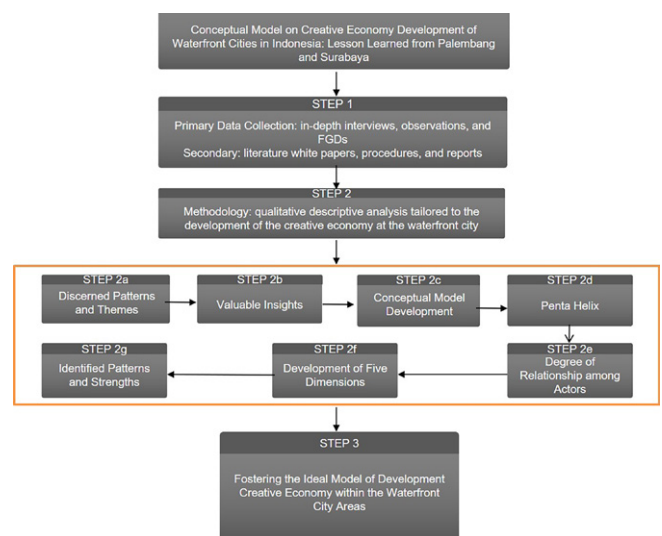 Conceptual Model on Creative Economy Development of
Waterfront Cities in Indonesia: Lesson Learned from Palembang
and Surabaya
STEP 1
Primary Data Collection: in-depth interviews, observations, and
FGDs
Secondary: literature white papers, procedures, and reports
STEP 2
Methodology: qualitative descriptive analysis tailored to the
development of the creative economy at the waterfront city
STEP 2a
Discerned Patterns
and Themes
STEP 2b
Valuable Insights
STEP 2c
Conceptual Model
Development
STEP 2d
Penta Helix
STEP 2e
Degree of
Relationship among
Actors
STEP 2f
Development of Five
Dimensions
STEP 2g
Identified Patterns
and Strengths
STEP 3
Fostering the Ideal Model of Development
Creative Economy within the Waterfront
City Areas